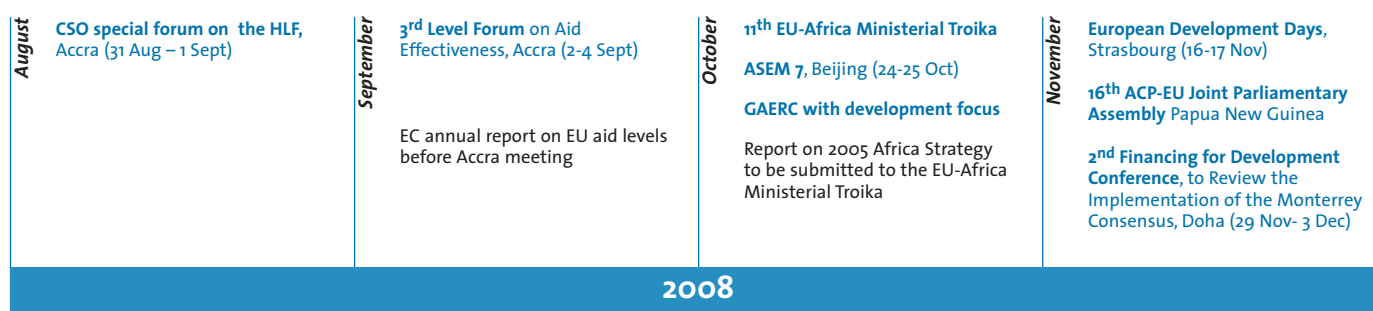 August
CSO special forum on the HLF,
Accra (31 Aug – 1 Sept)
September
3rd Level Forum on Aid
Effectiveness, Accra (2-4 Sept)
EC annual report on EU aid levels
before Accra meeting
October
11th EU-Africa Ministerial Troika
ASEM 7, Beijing (24-25 Oct)
GAERC with development focus
Report on 2005 Africa Strategy
to be submitted to the EU-Africa
Ministerial Troika
November
European Development Days,
Strasbourg (16-17 Nov)
16th ACP-EU Joint Parliamentary
Assembly Papua New Guinea
2nd Financing for Development
Conference, to Review the
Implementation of the Monterrey
Consensus, Doha (29 Nov- 3 Dec)
2008